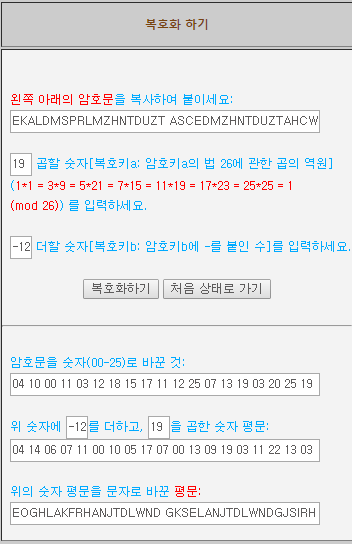 복호화 하기
왼쪽 아래의 암호문을 복사하여 붙이세요:
EKALDMSPRLMZHNTDUZT ASCEDMZHNTDUZTAHCW
19 곱할 숫자[복호키a: 암호키a의 법 26에 관한 곱의 역원]
(1*1 = 3*9 = 5*21 = 7*15 = 11*19 = 17*23 = 25*25 = 1
(mod 26)) 를 입력하세요.
-12 더할 숫자[복호키b: 암호키b에 -를 붙인 수]를 입력하세요.
복호화하기 처음 상태로 가기
암호문을 숫자(00-25)로 바꾼 것:
04 10 00 11 03 12 18 15 17 11 12 25 07 13 19 03 20 25 19
위 숫자에 -12를 더하고, 19을 곱한 숫자 평문:
04 14 06 07 11 00 10 05 17 07 00 13 09 19 03 11 22 13 03
위의 숫자 평문을 문자로 바꾼 평문:
EOGHLAKFRHANJTDLWND GKSELANJTDLWNDGJSIRH